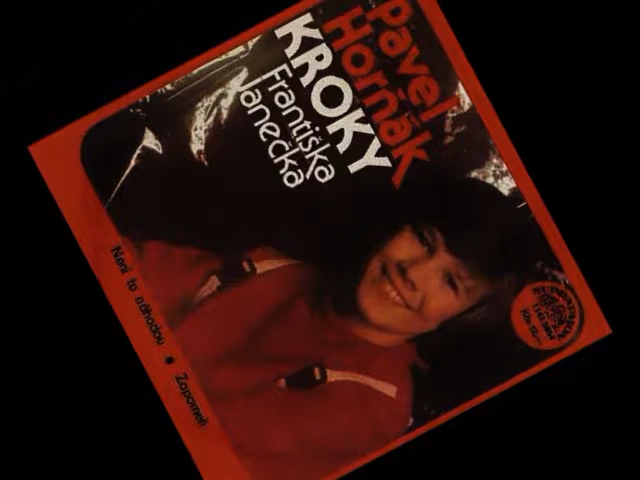 Pavel
Horňák
KROKY
Františka
Janečka
Není to náhodou • Zapomeň